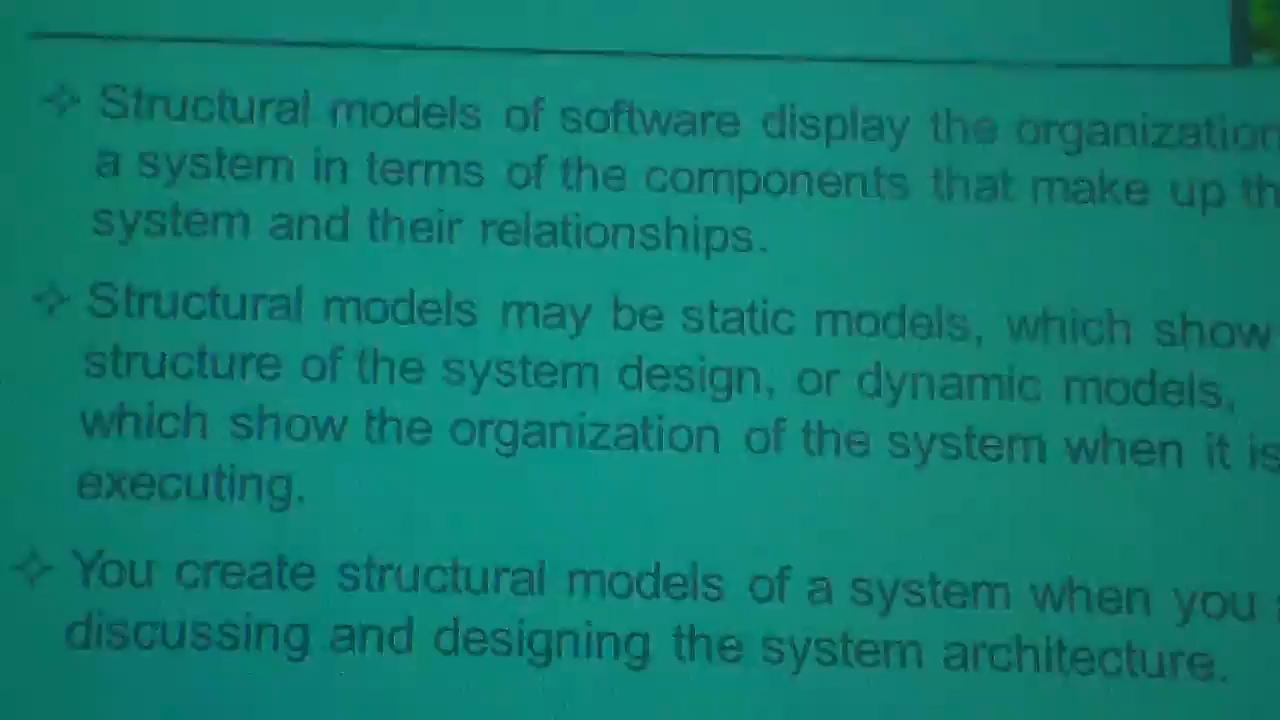 ✧ Structural models of software display the organization
a system in terms of the components that make up th
system and their relationships.
✧ Structural models may be static models, which show
structure of the system design, or dynamic models,
which show the organization of the system when it is
executing.
✧ You create structural models of a system when you
discussing and designing the system architecture.